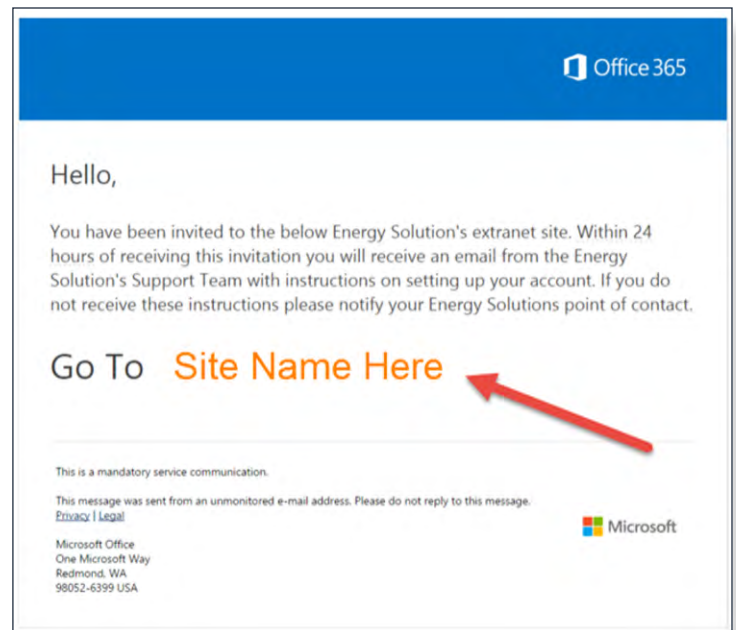 Office 365
Hello,
You have been invited to the below Energy Solution's extranet site. Within 24
hours of receiving this invitation you will receive an email from the Energy
Solution's Support Team with instructions on setting up your account. If you do
not receive these instructions please notify your Energy Solutions point of contact.
Go To Site Name Here
This is a mandatory service communication.
This message was sent from an unmonitored e-mail address. Please do not reply to this message.
Privacy | Legal
Microsoft
Microsoft Office
One Microsoft Way
Redmond, WA
98052-6399 USA